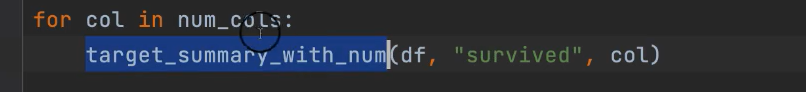 for col in num_cols:
target_summary_with_num(df, "survived", col)